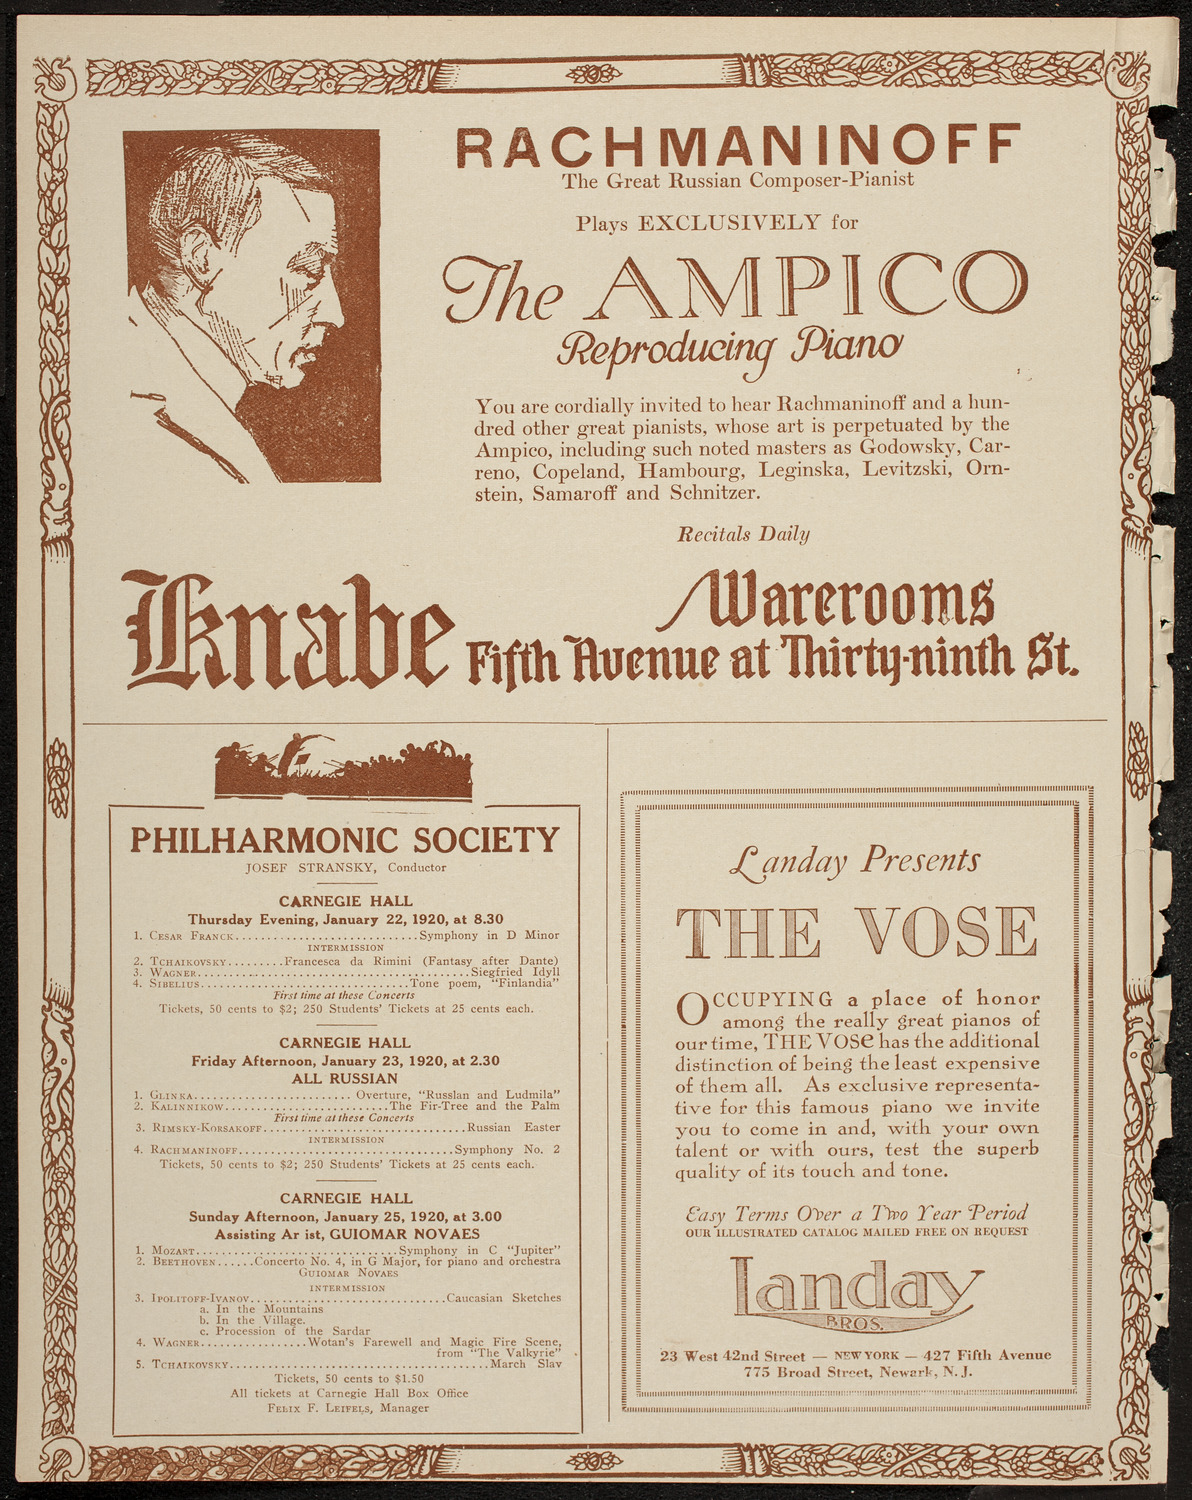 RACHMANINOFF
The Great Russian Composer-Pianist
Plays EXCLUSIVELY for
The AMPICO
Reproducing Piano
You are cordially invited to hear Rachmaninoff and a hun-
dred other great pianists, whose art is perpetuated by the
Ampico, including such noted masters as Godowsky, Car-
reno, Copeland, Hambourg, Leginska, Levitzski, Orn-
stein, Samaroff and Schnitzer.
Recitals Daily
Knabe Warerooms
Fifth Avenue at Thirty-ninth St.
PHILHARMONIC SOCIETY
JOSEF STRANSKY, Conductor
CARNEGIE HALL
Thursday Evening, January 22, 1920, at 8.30
1. CESAR FRANCK............................Symphony in D Minor
INTERMISSION
2. TCHAIKOVSKY.........Francesca da Rimini (Fantasy after Dante)
3. WAGNER..........................................Siegfried Idyll
4. SIBELIUS................................Tone poem, "Finlandia"
First time at these Concerts
Tickets, 50 cents to $2; 250 Students' Tickets at 25 cents each.
CARNEGIE HALL
Friday Afternoon, January 23, 1920, at 2.30
ALL RUSSIAN
1. GLINKA........................ Overture, "Russlan and Ludmila"
2. KALINNIKOW.........................The Fir-Tree and the Palm
First time at these Concerts
3. RIMSKY-KORSAKOFF...............................Russian Easter
INTERMISSION
4. RACHMANINOFF.................................Symphony No. 2
Tickets, 50 cents to $2; 250 Students' Tickets at 25 cents each.
CARNEGIE HALL
Sunday Afternoon, January 25, 1920, at 3.00
Assisting Ar ist, GUIOMAR NOVAES
1. MOZART...............................Symphony in C "Jupiter"
2. BEETHOVEN......Concerto No. 4, in G Major, for piano and orchestra
GUIOMAR NOVAES
INTERMISSION
3. IPOLITOFF-IVANOV..............................Caucasian Sketches
a. In the Mountains
b. In the Village.
c. Procession of the Sardar
4. WAGNER................Wotan's Farewell and Magic Fire Scene,
from "The Valkyrie"
5. TCHAIKOVSKY........................................March Slav
Tickets, 50 cents to $1.50
All tickets at Carnegie Hall Box Office
FELIX F. LEIFELS, Manager
Landay Presents
THE VOSE
OCCUPYING a place of honor
among the really great pianos of
our time, THE VOSE has the additional
distinction of being the least expensive
of them all. As exclusive representa-
tive for this famous piano we invite
you to come in and, with your own
talent or with ours, test the superb
quality of its touch and tone.
Easy Terms Over a Two Year Period
OUR ILLUSTRATED CATALOG MAILED FREE ON REQUEST
Landay
BROS.
23 West 42nd Street — NEW YORK — 427 Fifth Avenue
775 Broad Street, Newark, N. J.